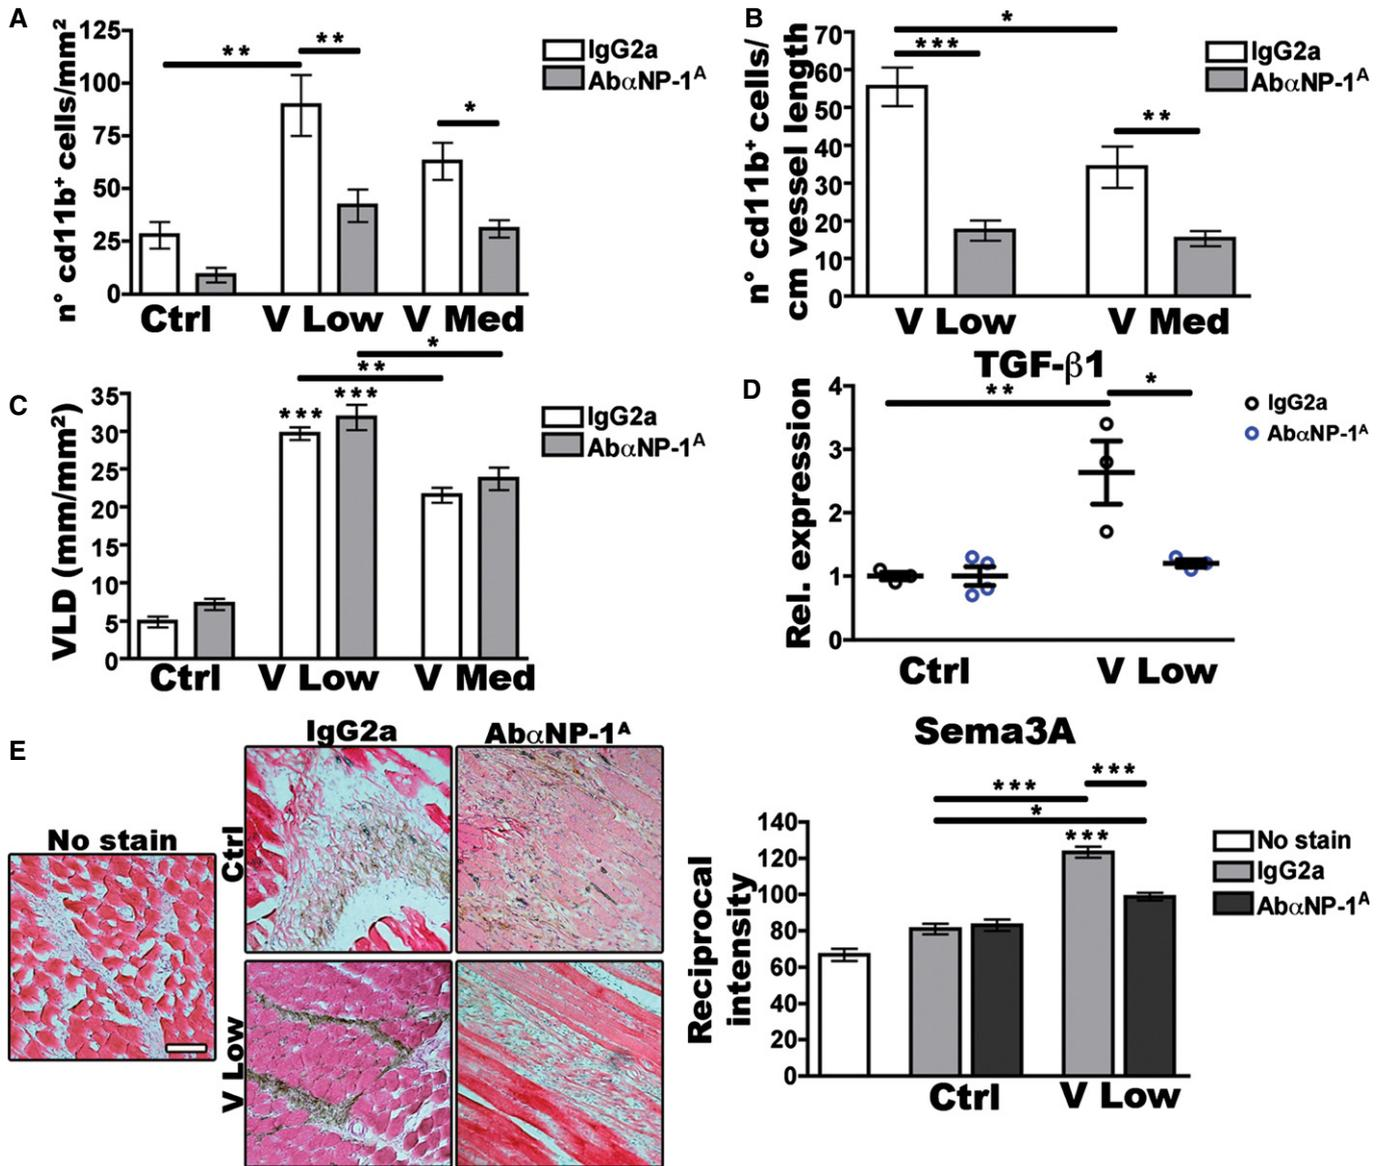 A
n° cd11b⁺ cells/mm²
125
100
75
50
25
0
**
**
*
IgG2a
AbαNP-1ᴬ
Ctrl
V Low
V Med
B
n° cd11b⁺ cells/
cm vessel length
70
60
50
40
30
20
10
0
*
***
**
IgG2a
AbαNP-1ᴬ
V Low
V Med
C
VLD (mm/mm²)
35
30
25
20
15
10
5
0
*
**
***
***
IgG2a
AbαNP-1ᴬ
Ctrl
V Low
V Med
D
TGF-β1
Rel. expression
4
3
2
1
0
**
*
IgG2a
AbαNP-1ᴬ
Ctrl
V Low
E
IgG2a
AbαNP-1ᴬ
No stain
Ctrl
V Low
Sema3A
Reciprocal
intensity
140
120
100
80
60
40
20
0
***
***
*
***
No stain
IgG2a
AbαNP-1ᴬ
Ctrl
V Low